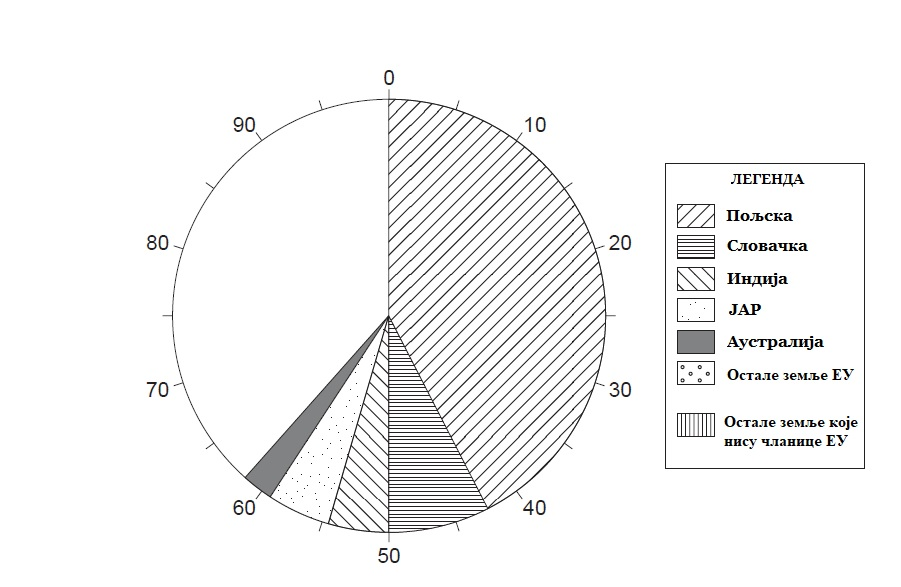 0
10
20
30
40
50
60
70
80
90
ЛЕГЕНДА
Пољска
Словачка
Индија
ЈАР
Аустралија
Остале земље ЕУ
Остале земље које
нису чланице ЕУ